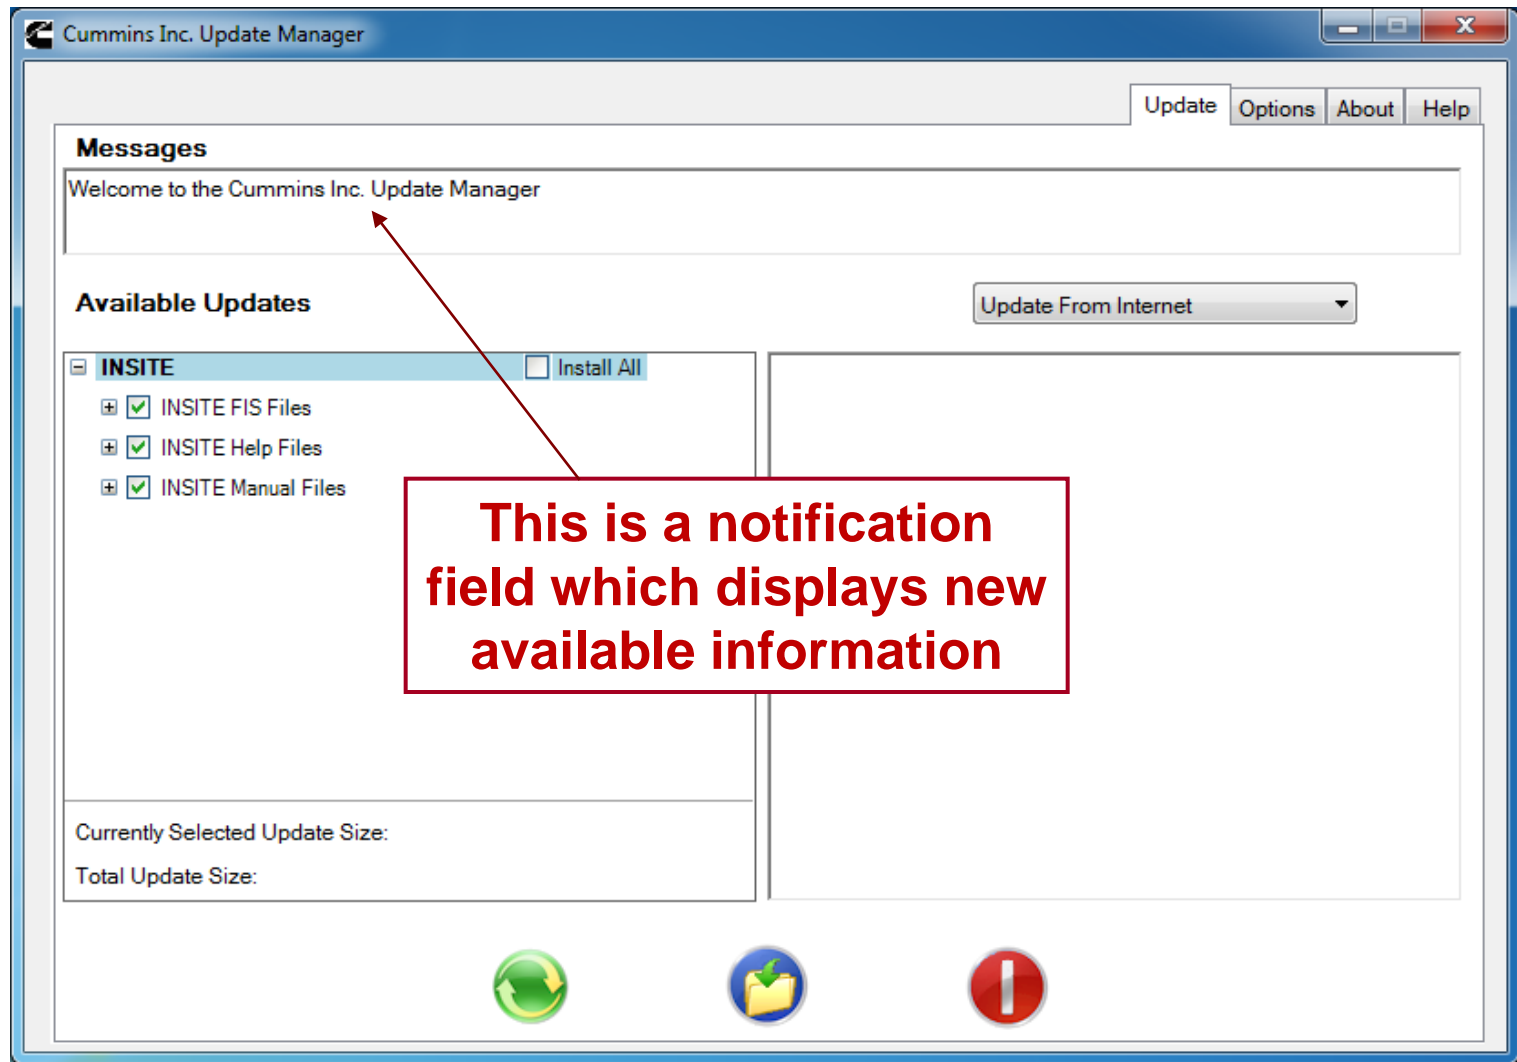 Cummins Inc. Update Manager
Update Options About Help
Messages
Welcome to the Cummins Inc. Update Manager
Available Updates
Update From Internet
INSITE Install All
INSITE FIS Files
INSITE Help Files
INSITE Manual Files
This is a notification
field which displays new
available information
Currently Selected Update Size:
Total Update Size: